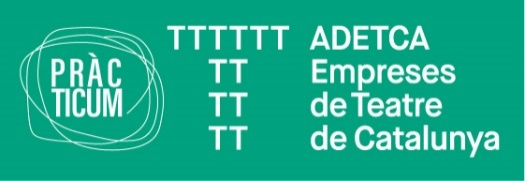 PRÀC
TICUM
TTTTTT ADETCA
TT Empreses
TT de Teatre
TT de Catalunya